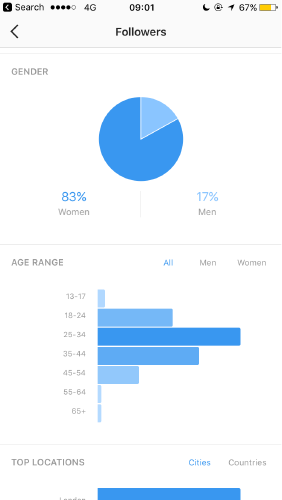 Search 4G 09:01 67%
Followers
GENDER
83% 17%
Women Men
AGE RANGE All Men Women
13-17
18-24
25-34
35-44
45-54
55-64
65+
TOP LOCATIONS Cities Countries
London